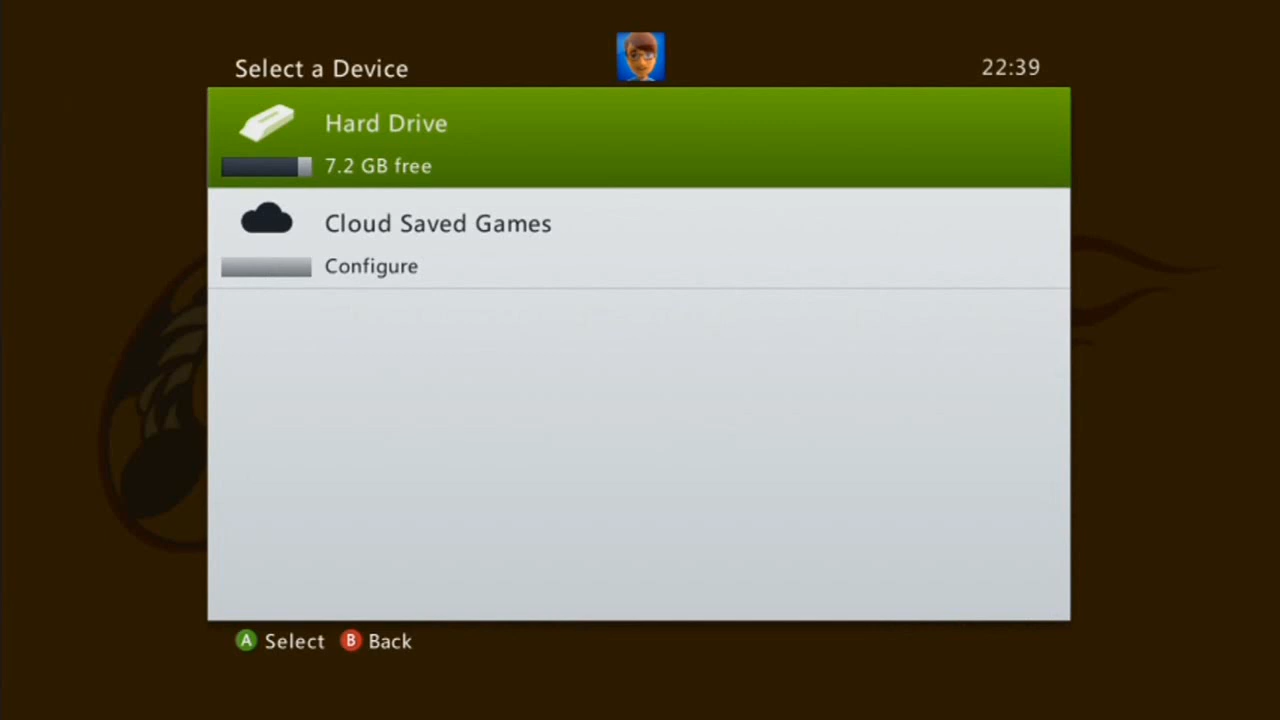 Select a Device
22:39
Hard Drive
7.2 GB free
Cloud Saved Games
Configure
A Select B Back